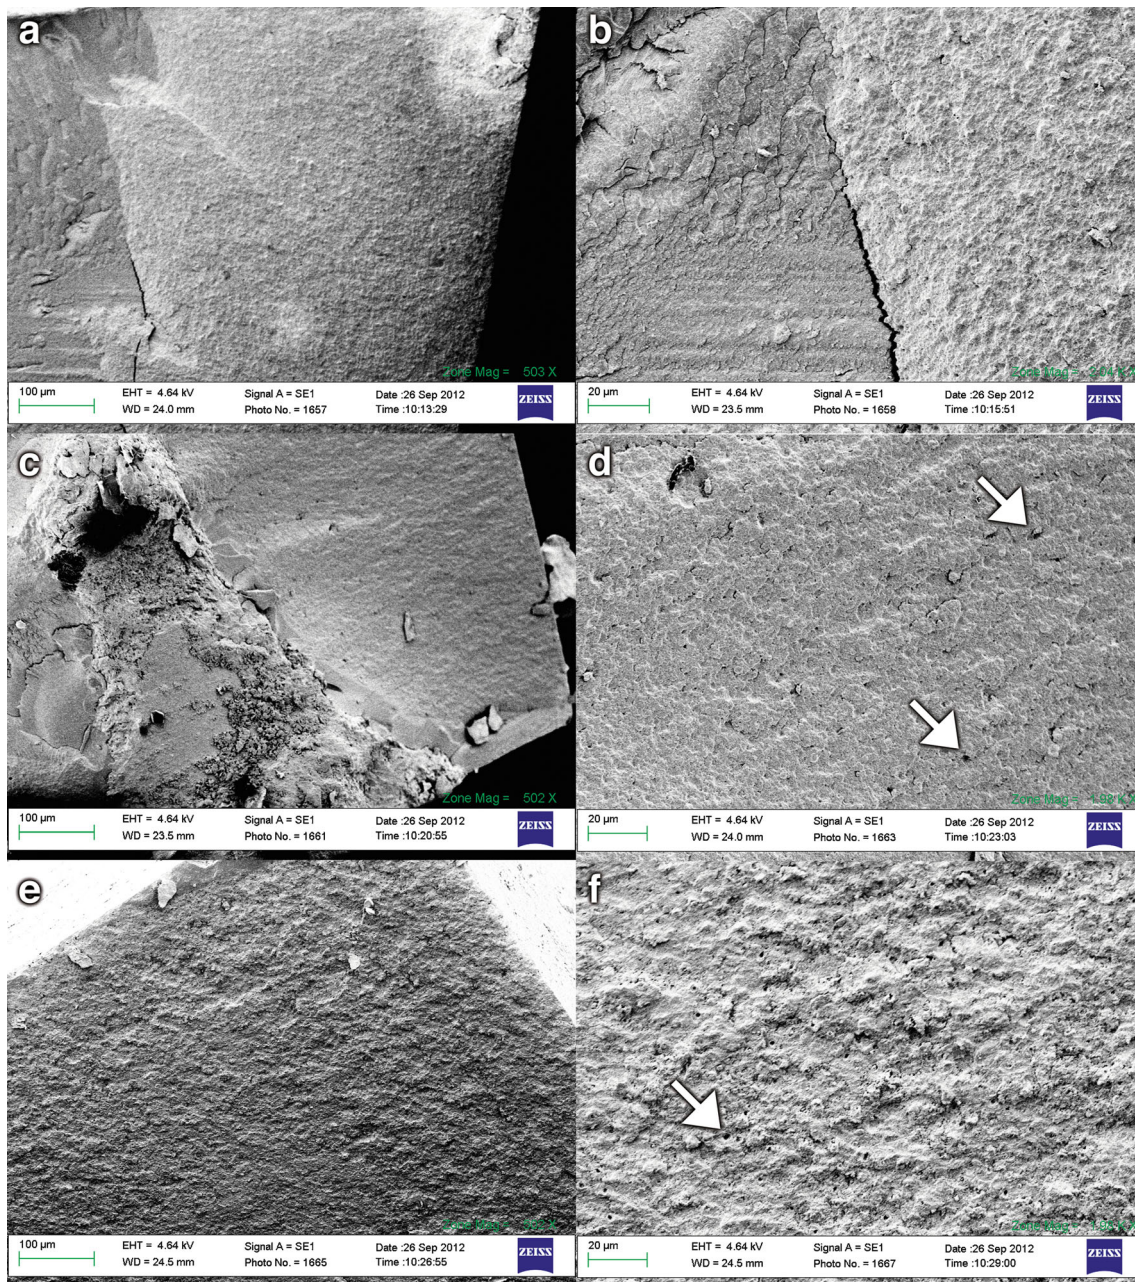 a
b
Zone Mag = 503 X
100 µm
EHT = 4.64 kV
WD = 24.0 mm
Signal A = SE1
Photo No. = 1657
Date :26 Sep 2012
Time :10:13:29
ZEISS
20 µm
EHT = 4.64 kV
WD = 23.5 mm
Signal A = SE1
Photo No. = 1658
Date :26 Sep 2012
Time :10:15:51
ZEISS
c
d
Zone Mag = 502 X
100 µm
EHT = 4.64 kV
WD = 23.5 mm
Signal A = SE1
Photo No. = 1661
Date :26 Sep 2012
Time :10:20:55
ZEISS
20 µm
EHT = 4.64 kV
WD = 24.0 mm
Signal A = SE1
Photo No. = 1663
Date :26 Sep 2012
Time :10:23:03
ZEISS
e
f
100 µm
EHT = 4.64 kV
WD = 24.5 mm
Signal A = SE1
Photo No. = 1665
Date :26 Sep 2012
Time :10:26:55
ZEISS
20 µm
EHT = 4.64 kV
WD = 24.5 mm
Signal A = SE1
Photo No. = 1667
Date :26 Sep 2012
Time :10:29:00
ZEISS